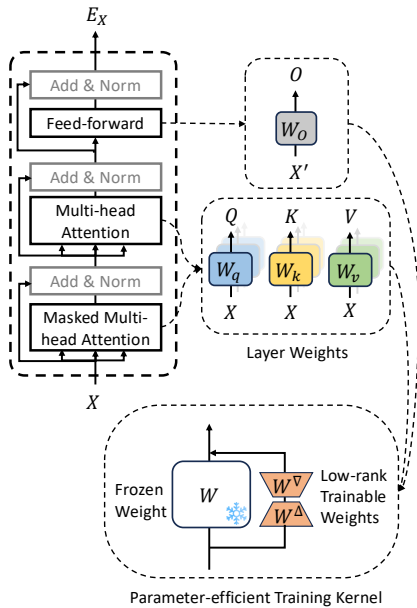 E_X
Add & Norm
Feed-forward
Add & Norm
Multi-head
Attention
Add & Norm
Masked Multi-
head Attention
X
O
W_O
X′
Q K V
W_q W_k W_v
X X X
Layer Weights
Frozen
Weight
W
W^∇
W^Δ
Low-rank
Trainable
Weights
Parameter-efficient Training Kernel